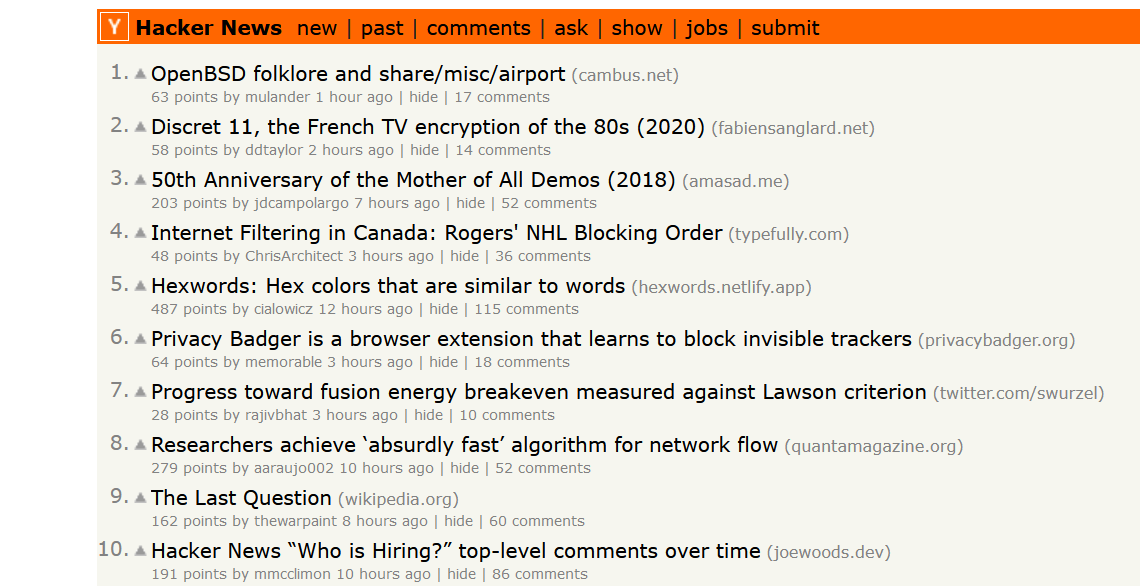 Y Hacker News new | past | comments | ask | show | jobs | submit
1. OpenBSD folklore and share/misc/airport (cambus.net)
63 points by mulander 1 hour ago | hide | 17 comments
2. Discret 11, the French TV encryption of the 80s (2020) (fabiensanglard.net)
58 points by ddtaylor 2 hours ago | hide | 14 comments
3. 50th Anniversary of the Mother of All Demos (2018) (amasad.me)
203 points by jdcampolargo 7 hours ago | hide | 52 comments
4. Internet Filtering in Canada: Rogers' NHL Blocking Order (typefully.com)
48 points by ChrisArchitect 3 hours ago | hide | 36 comments
5. Hexwords: Hex colors that are similar to words (hexwords.netlify.app)
487 points by cialowicz 12 hours ago | hide | 115 comments
6. Privacy Badger is a browser extension that learns to block invisible trackers (privacybadger.org)
64 points by memorable 3 hours ago | hide | 18 comments
7. Progress toward fusion energy breakeven measured against Lawson criterion (twitter.com/swurzel)
28 points by rajivbhat 3 hours ago | hide | 10 comments
8. Researchers achieve ‘absurdly fast’ algorithm for network flow (quantamagazine.org)
279 points by aaraujo002 10 hours ago | hide | 52 comments
9. The Last Question (wikipedia.org)
162 points by thewarpaint 8 hours ago | hide | 60 comments
10. Hacker News “Who is Hiring?” top-level comments over time (joewoods.dev)
191 points by mmcclimon 10 hours ago | hide | 86 comments